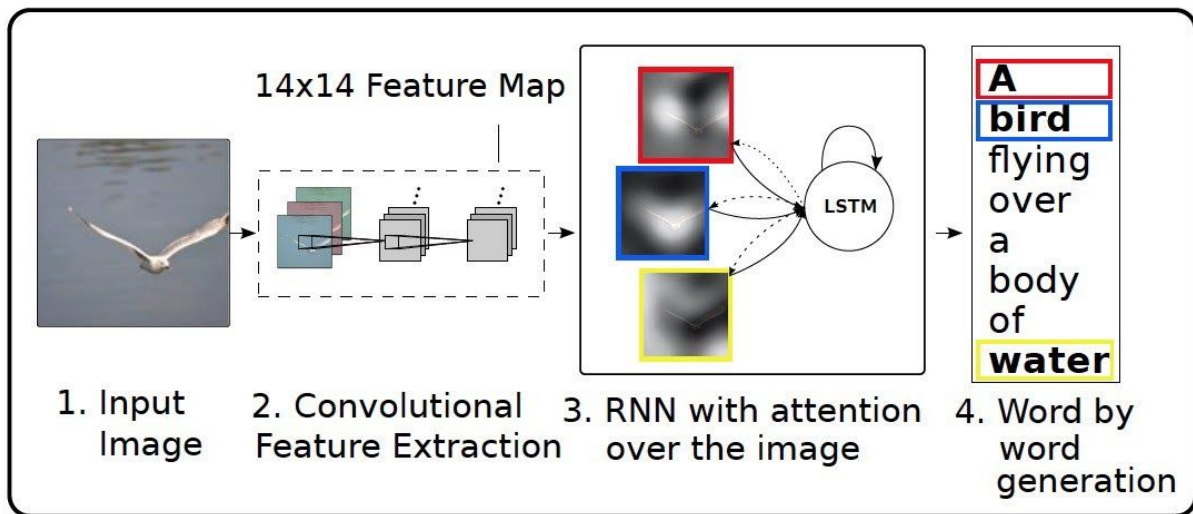 14x14 Feature Map
LSTM
A
bird
flying
over
a
body
of
water
1. Input
Image
2. Convolutional
Feature Extraction
3. RNN with attention
over the image
4. Word by
word
generation